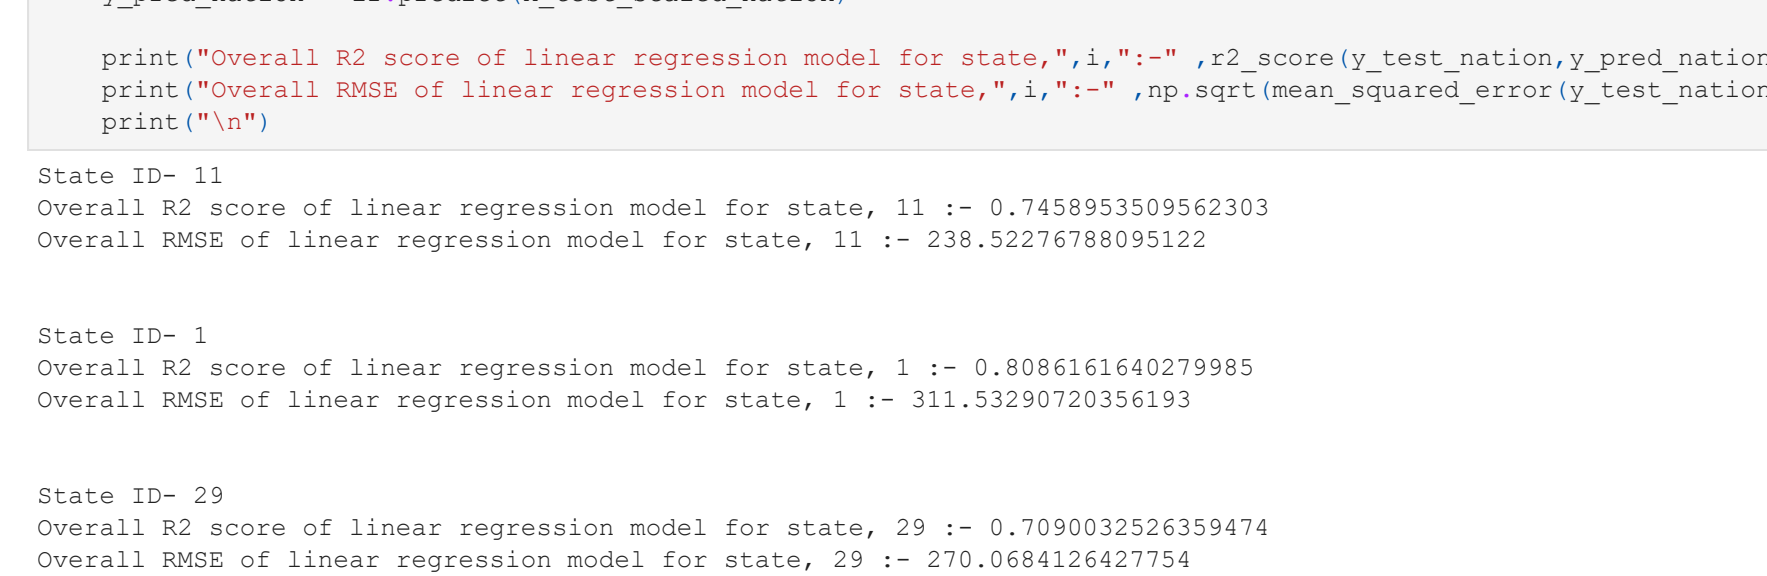 print("Overall R2 score of linear regression model for state,",i,":-" ,r2_score(y_test_nation,y_pred_nation
print("Overall RMSE of linear regression model for state,",i,":-" ,np.sqrt(mean_squared_error(y_test_nation
print("\n")
State ID- 11
Overall R2 score of linear regression model for state, 11 :- 0.7458953509562303
Overall RMSE of linear regression model for state, 11 :- 238.52276788095122
State ID- 1
Overall R2 score of linear regression model for state, 1 :- 0.8086161640279985
Overall RMSE of linear regression model for state, 1 :- 311.53290720356193
State ID- 29
Overall R2 score of linear regression model for state, 29 :- 0.7090032526359474
Overall RMSE of linear regression model for state, 29 :- 270.0684126427754